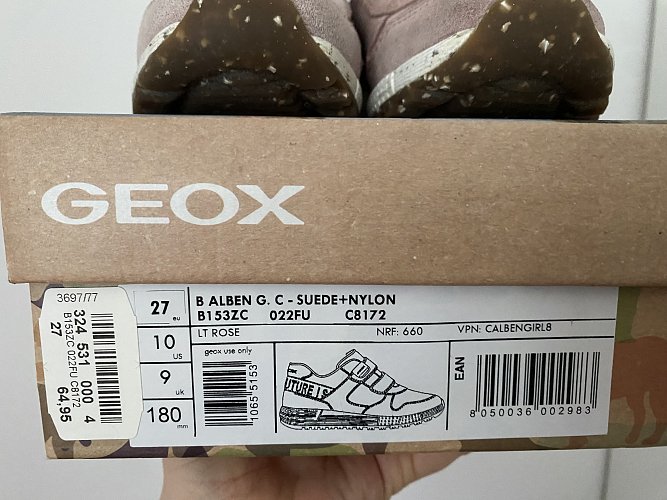 GEOX
3697/77
324 531 000 4
B153ZC 022FU C8172
27
64,95
27 eu
10 us
9 uk
180 mm
B ALBEN G. C - SUEDE+NYLON
B153ZC 022FU C8172
LT ROSE NRF: 660 VPN: CALBENGIRL8
geox use only
1065 5153
FUTURE IS
EAN
8 050036 002983